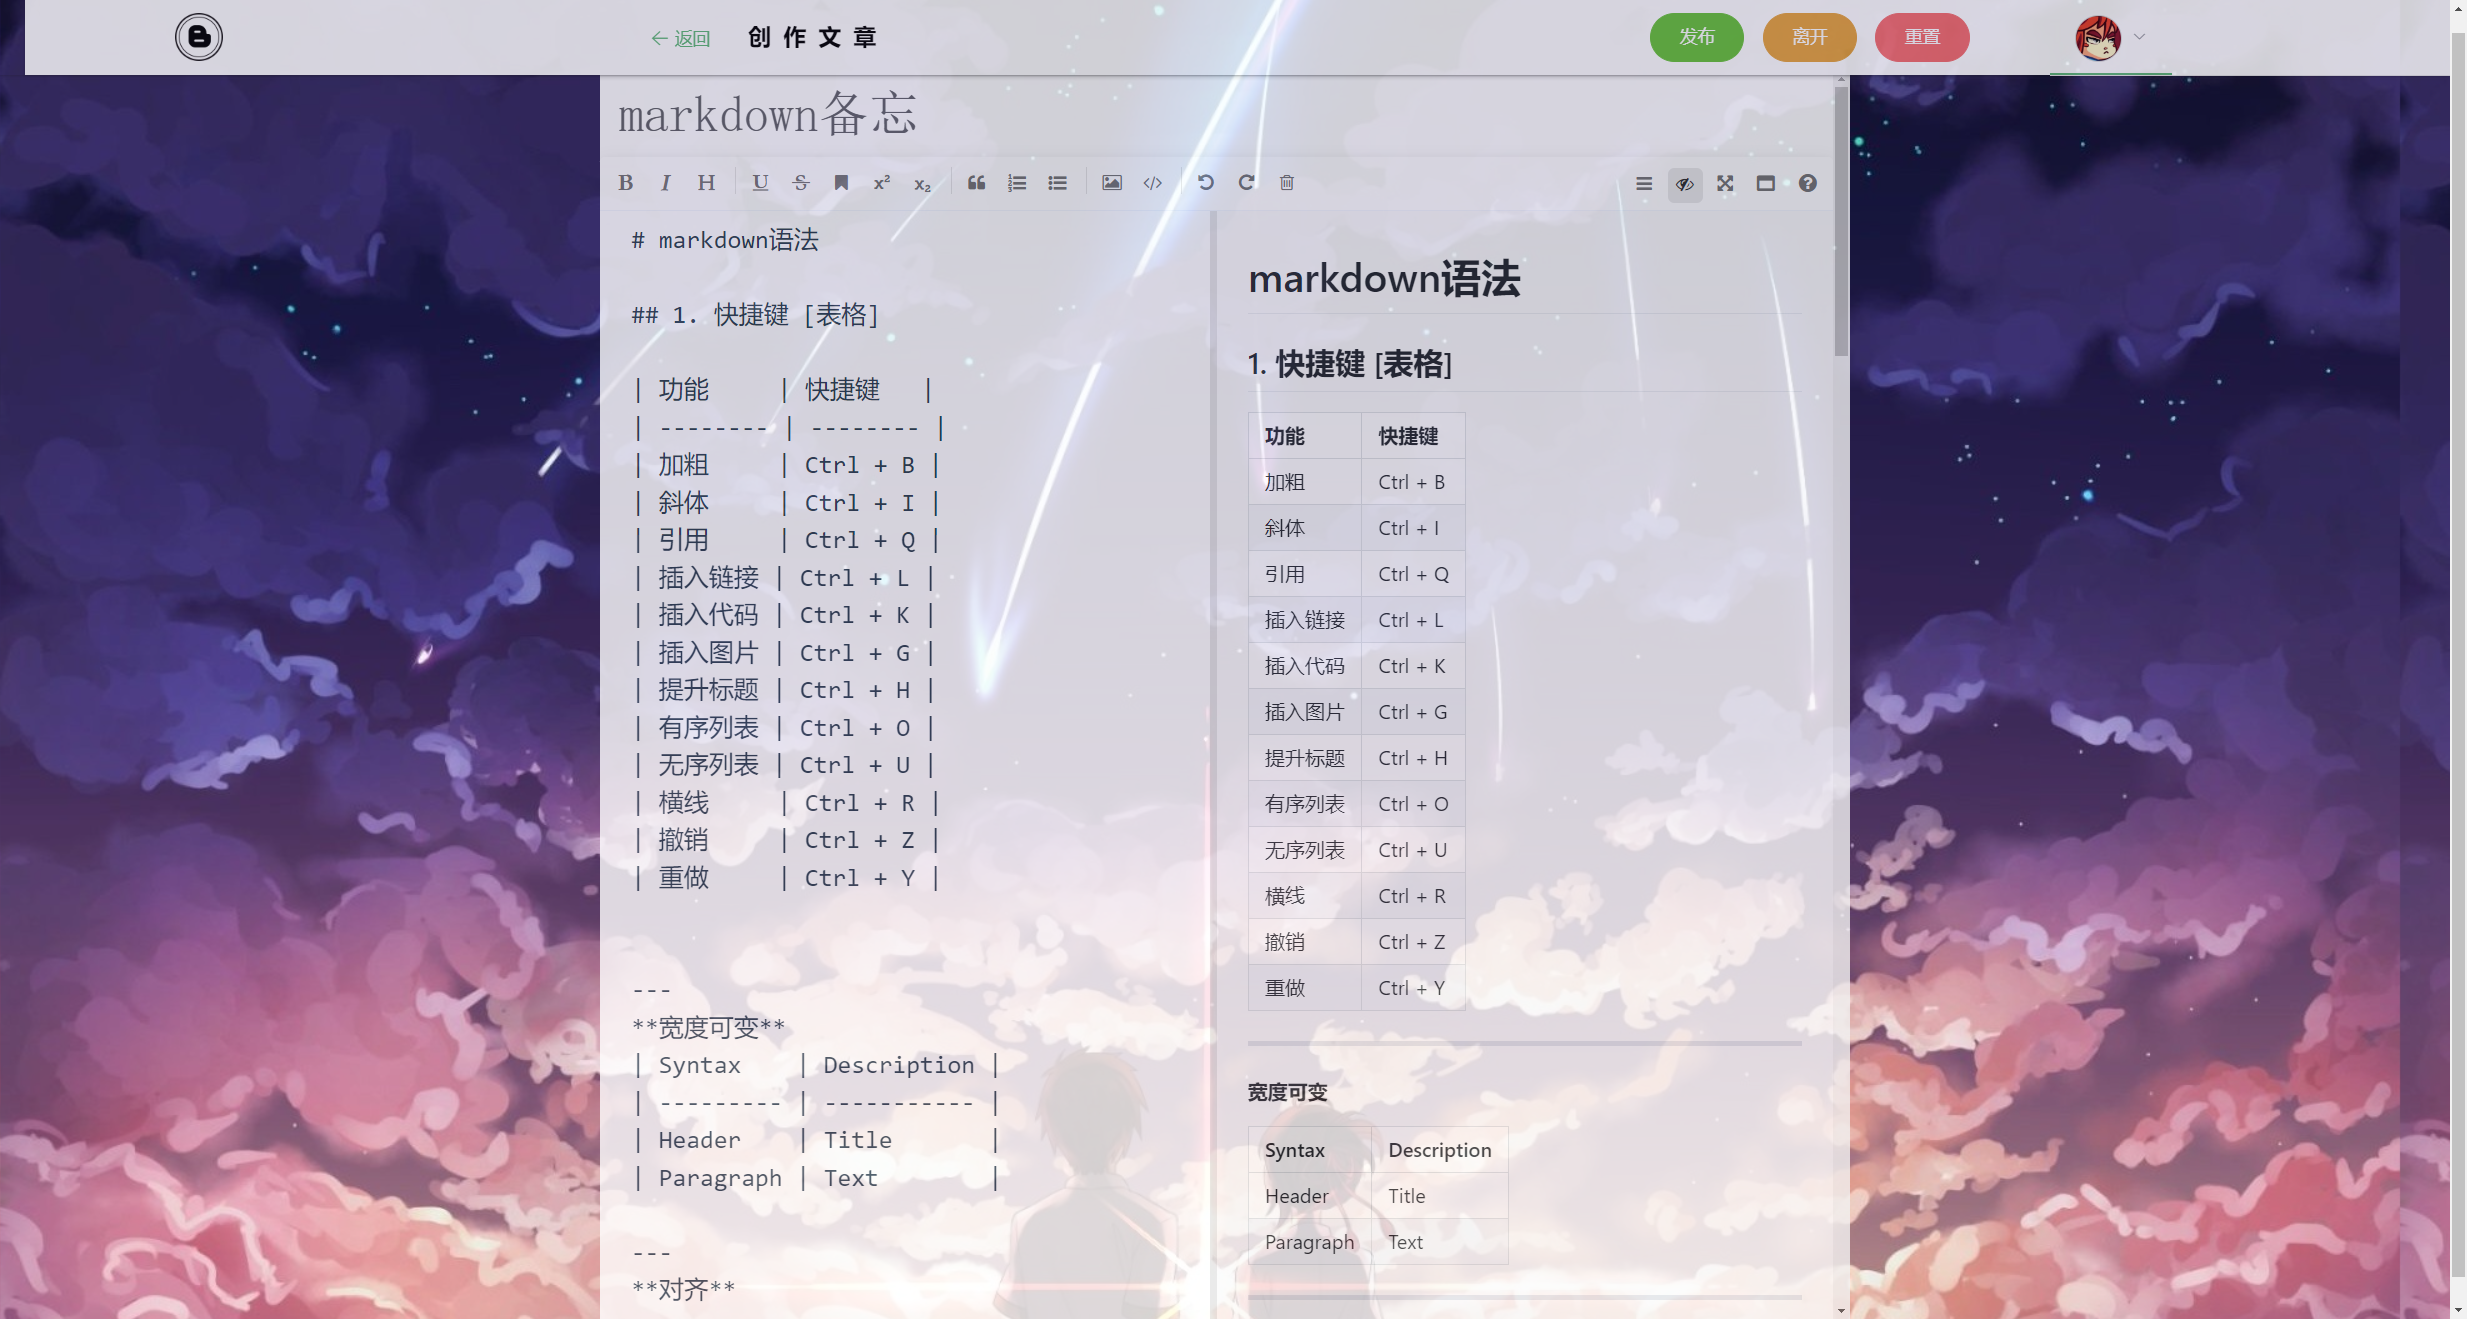 ← 返回
创作文章
发布
离开
重置
markdown备忘
B I H U S x² x₂
# markdown语法
## 1. 快捷键 [表格]
| 功能 | 快捷键 |
| -------- | -------- |
| 加粗 | Ctrl + B |
| 斜体 | Ctrl + I |
| 引用 | Ctrl + Q |
| 插入链接 | Ctrl + L |
| 插入代码 | Ctrl + K |
| 插入图片 | Ctrl + G |
| 提升标题 | Ctrl + H |
| 有序列表 | Ctrl + O |
| 无序列表 | Ctrl + U |
| 横线 | Ctrl + R |
| 撤销 | Ctrl + Z |
| 重做 | Ctrl + Y |
---
**宽度可变**
| Syntax | Description |
| --------- | ----------- |
| Header | Title |
| Paragraph | Text |
---
**对齐**
markdown语法
1. 快捷键 [表格]
功能 快捷键
加粗 Ctrl + B
斜体 Ctrl + I
引用 Ctrl + Q
插入链接 Ctrl + L
插入代码 Ctrl + K
插入图片 Ctrl + G
提升标题 Ctrl + H
有序列表 Ctrl + O
无序列表 Ctrl + U
横线 Ctrl + R
撤销 Ctrl + Z
重做 Ctrl + Y
宽度可变
Syntax Description
Header Title
Paragraph Text